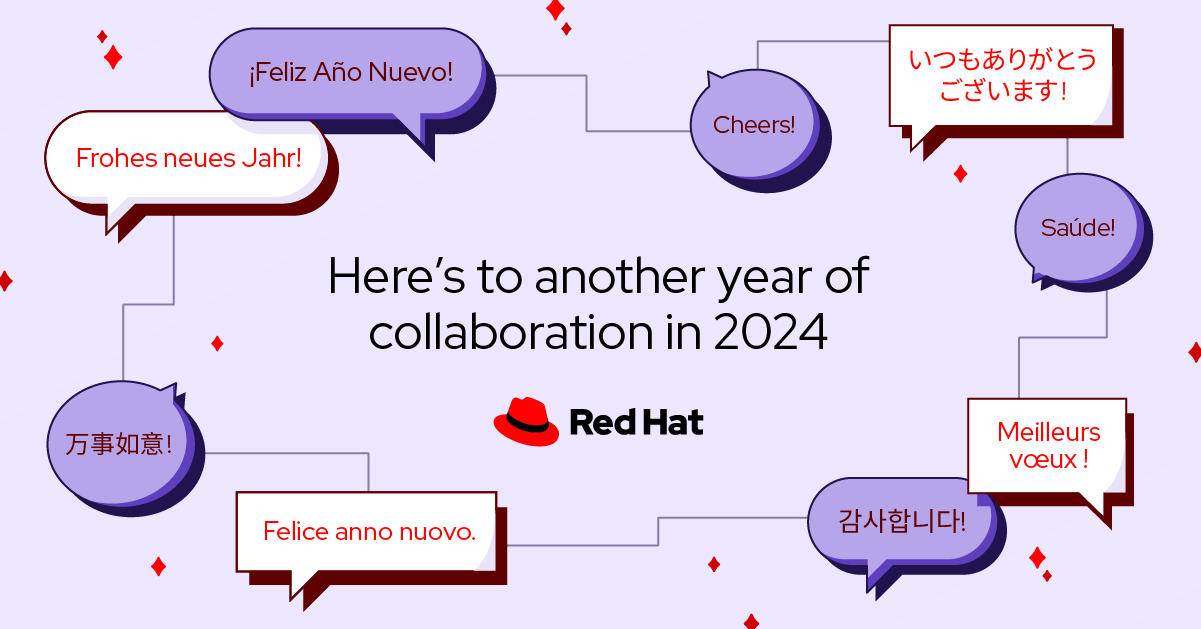 ¡Feliz Año Nuevo!
Frohes neues Jahr!
Cheers!
いつもありがとう
ございます!
Saúde!
Here’s to another year of
collaboration in 2024
Red Hat
万事如意!
Felice anno nuovo.
감사합니다!
Meilleurs
vœux !